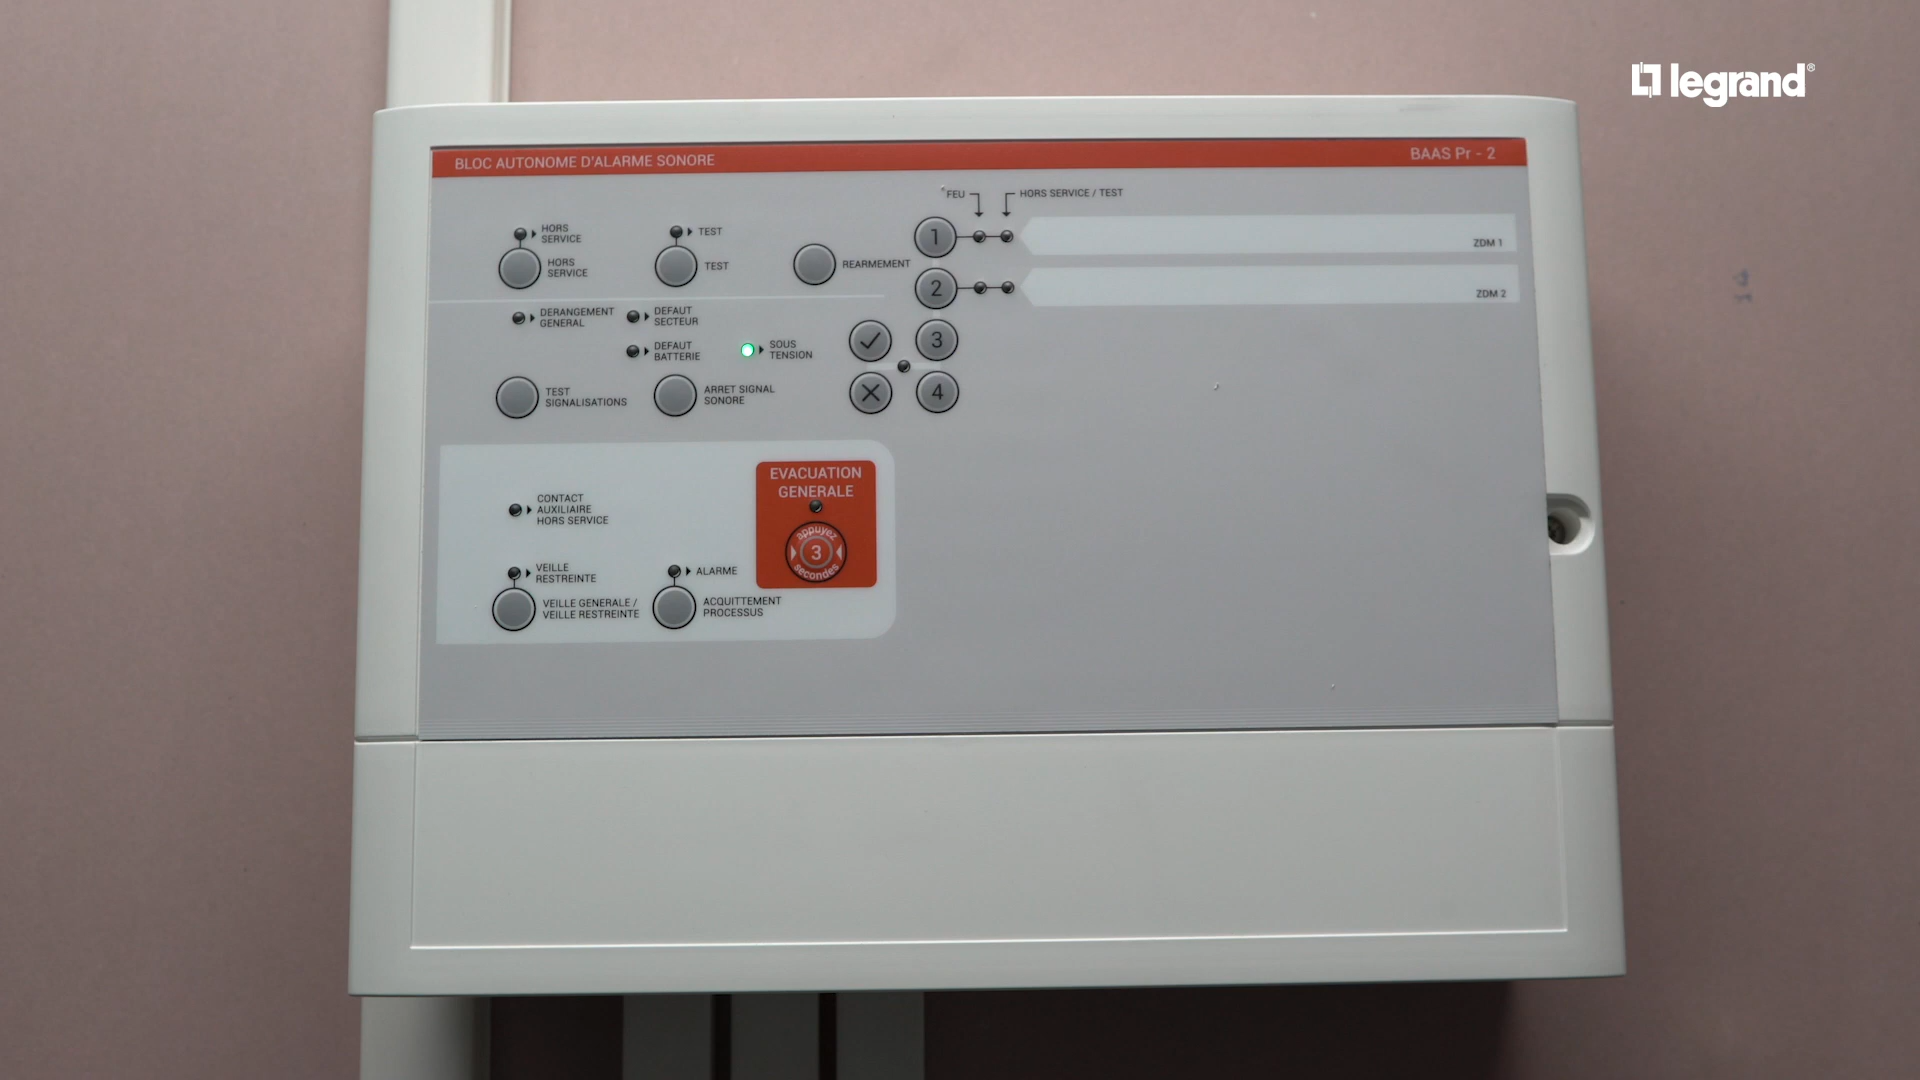 legrand®
BLOC AUTONOME D'ALARME SONORE
BAAS Pr - 2
FEU
HORS SERVICE / TEST
HORS
SERVICE
HORS
SERVICE
TEST
TEST
REARMEMENT
1
ZDM 1
2
ZDM 2
DERANGEMENT
GENERAL
DEFAUT
SECTEUR
DEFAUT
BATTERIE
SOUS
TENSION
3
4
TEST
SIGNALISATIONS
ARRET SIGNAL
SONORE
EVACUATION
GENERALE
appuyez
3
secondes
CONTACT
AUXILIAIRE
HORS SERVICE
VEILLE
RESTREINTE
VEILLE GENERALE /
VEILLE RESTREINTE
ALARME
ACQUITTEMENT
PROCESSUS